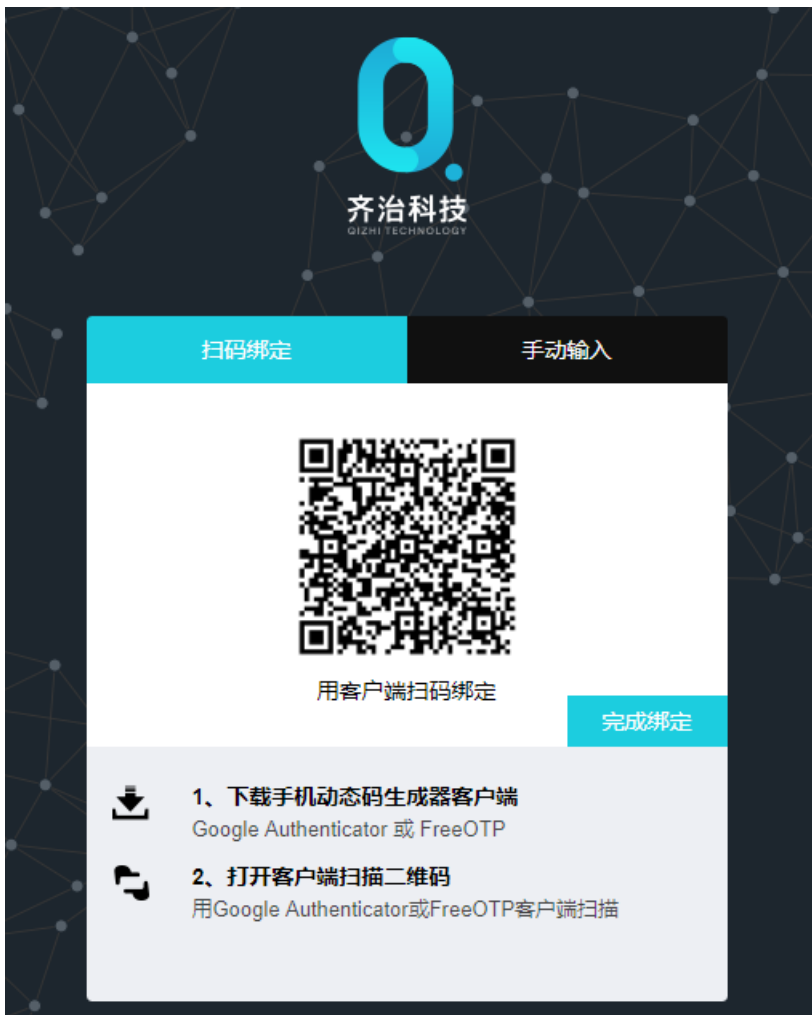 齐治科技
QIZHI TECHNOLOGY
扫码绑定
手动输入
用客户端扫码绑定
完成绑定
1、下载手机动态码生成器客户端
Google Authenticator 或 FreeOTP
2、打开客户端扫描二维码
用Google Authenticator或FreeOTP客户端扫描